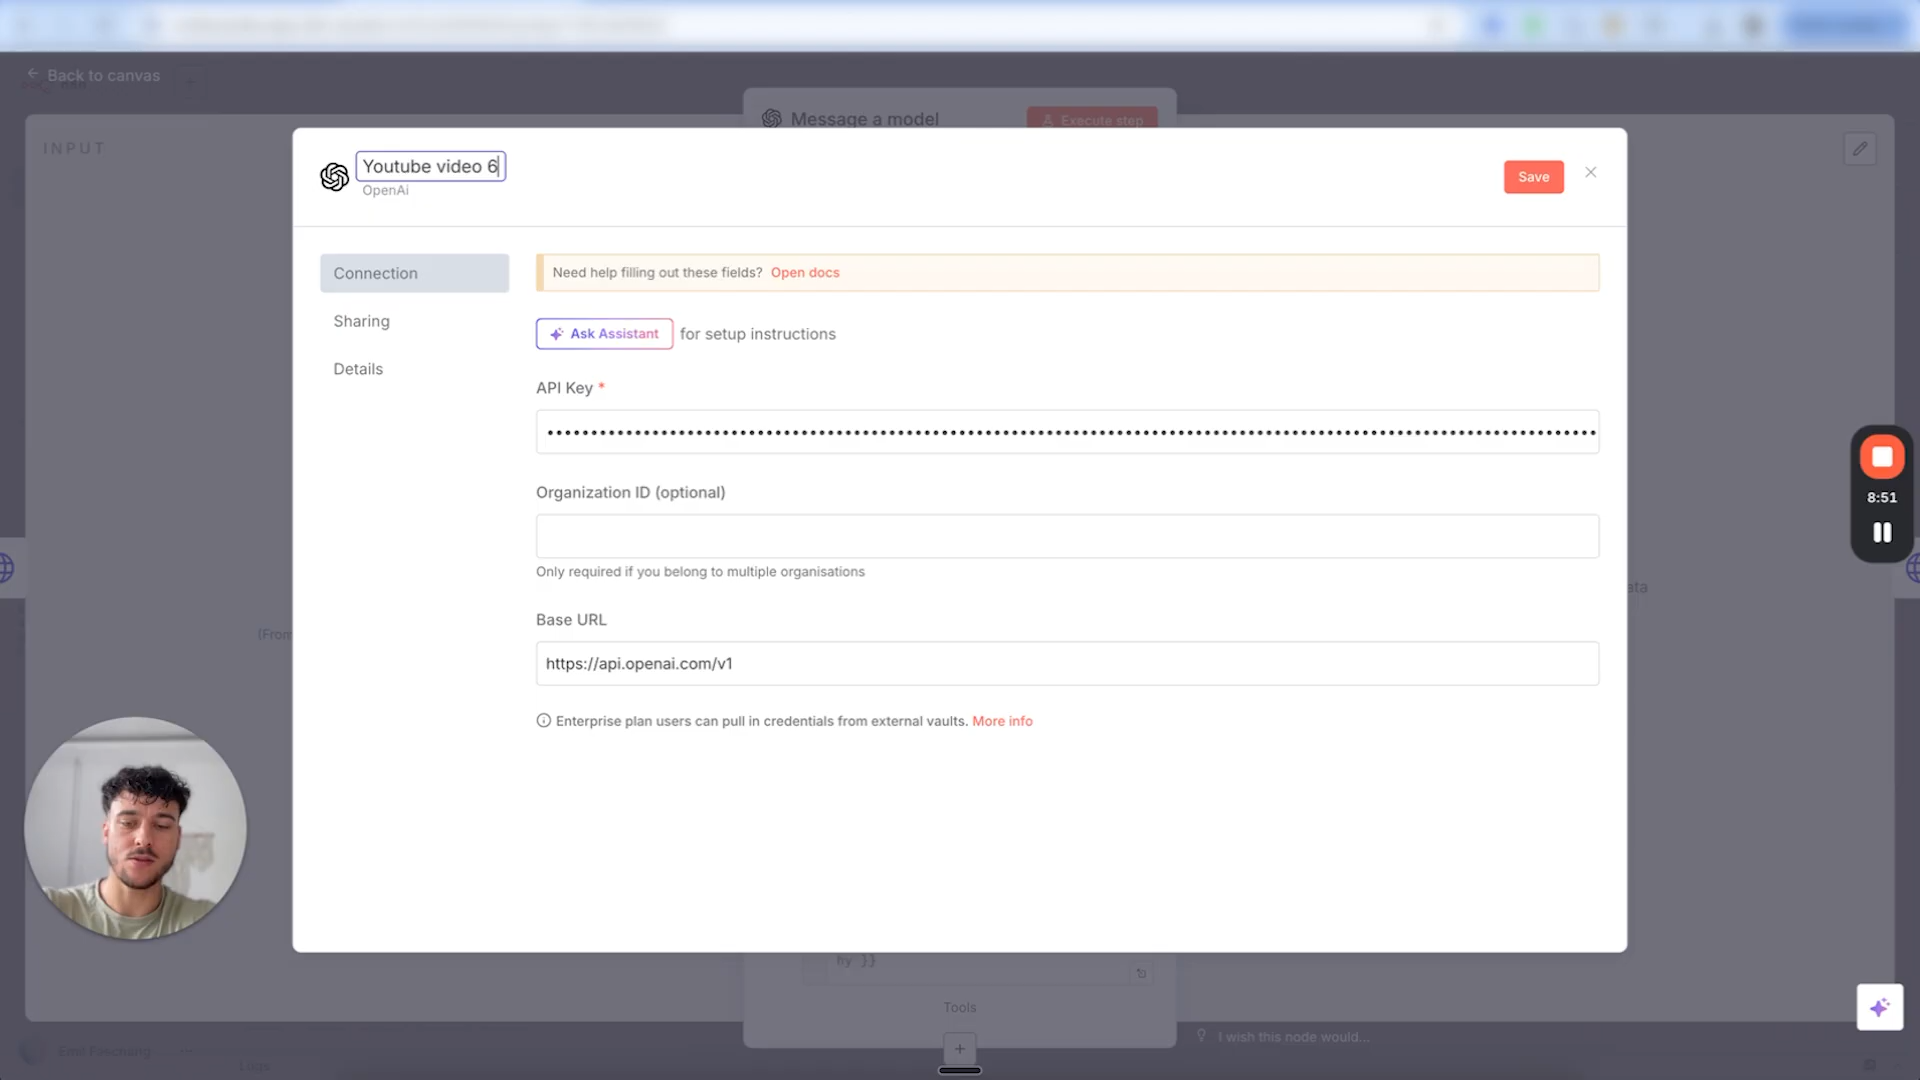 Back to canvas
INPUT
Message a model
Execute step
Youtube video 6
OpenAi
Save
Connection
Sharing
Details
Need help filling out these fields? Open docs
Ask Assistant for setup instructions
API Key *
Organization ID (optional)
Only required if you belong to multiple organisations
Base URL
https://api.openai.com/v1
Enterprise plan users can pull in credentials from external vaults. More info
8:51
(From
ata
hy }}
Tools
I wish this node would...
Logs